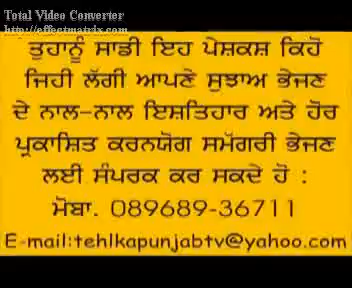 Total Video Converter
http://effectmatrix.com
ਤੁਹਾਨੂੰ ਸਾਡੀ ਇਹ ਪੇਸ਼ਕਸ਼ ਕਿਹੋ
ਜਿਹੀ ਲੱਗੀ ਆਪਣੇ ਸੁਝਾਅ ਭੇਜਣ
ਦੇ ਨਾਲ-ਨਾਲ ਇਸ਼ਤਿਹਾਰ ਅਤੇ ਹੋਰ
ਪ੍ਰਕਾਸ਼ਿਤ ਕਰਨਯੋਗ ਸਮੱਗਰੀ ਭੇਜਣ
ਲਈ ਸੰਪਰਕ ਕਰ ਸਕਦੇ ਹੋ :
ਮੋਬਾ. 089689-36711
E-mail:tehlkapunjabtv@yahoo.com